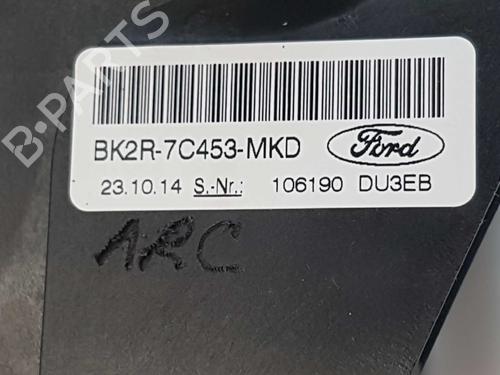 B-PARTS
BK2R-7C453-MKD Ford
23.10.14 S.-Nr.: 106190 DU3EB
ARC